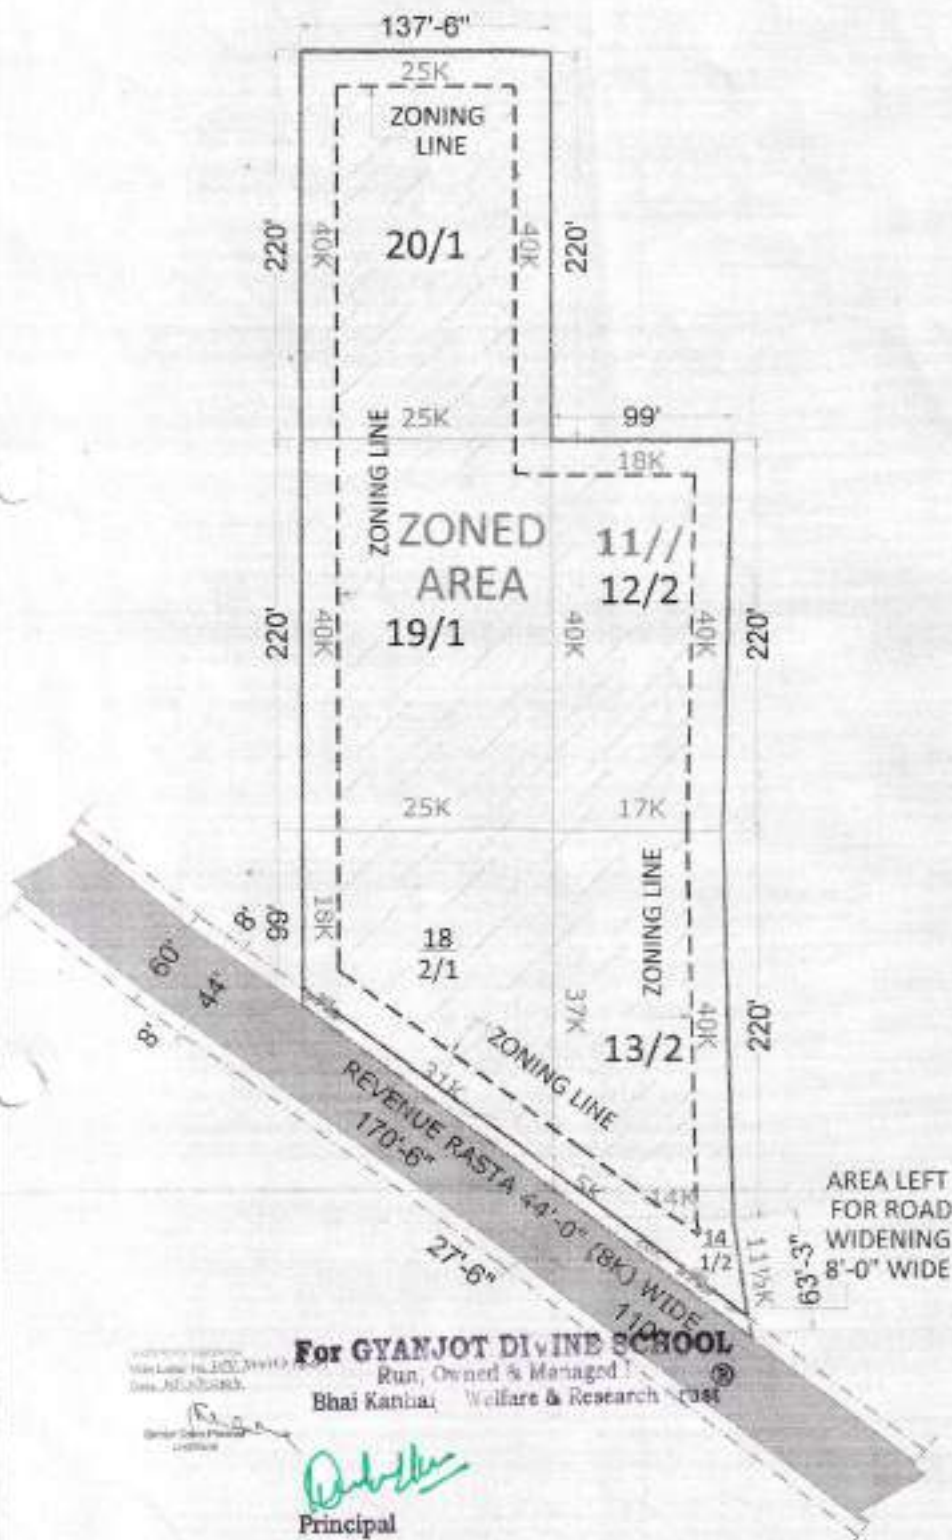 137'-6"
25K
ZONING
LINE
220'
40K
20/1
40K
220'
25K
99'
18K
ZONING LINE
ZONED
AREA
11//
12/2
19/1
220'
40K
40K
40K
220'
25K
17K
ZONING LINE
8'
99'
18K
18
2/1
60'
44'
8'
37K
13/2
40K
220'
ZONING LINE
21K
REVENUE RASTA 44'-0" (8K) WIDE
170'-6"
5K
14K
27'-6"
14
1/2
11½K
63'-3"
AREA LEFT
FOR ROAD
WIDENING
8'-0" WIDE
For GYANJOT DIVINE SCHOOL
Run, Owned & Managed
Bhai Kanhai Welfare & Research
®
Principal